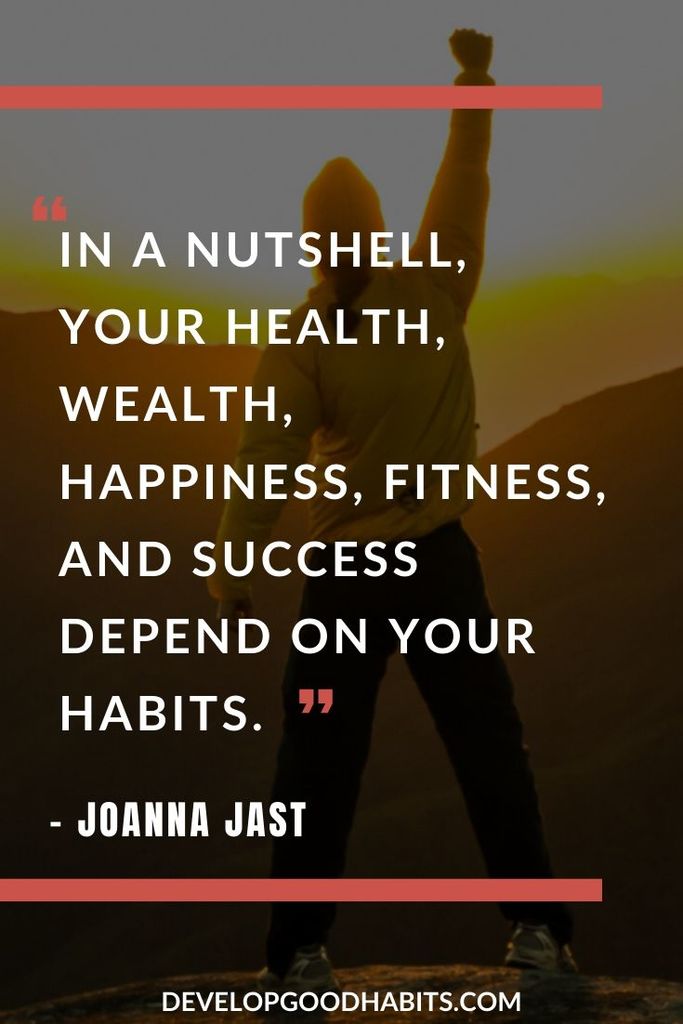 “IN A NUTSHELL,
YOUR HEALTH,
WEALTH,
HAPPINESS, FITNESS,
AND SUCCESS
DEPEND ON YOUR
HABITS. ”
- JOANNA JAST
DEVELOPGOODHABITS.COM